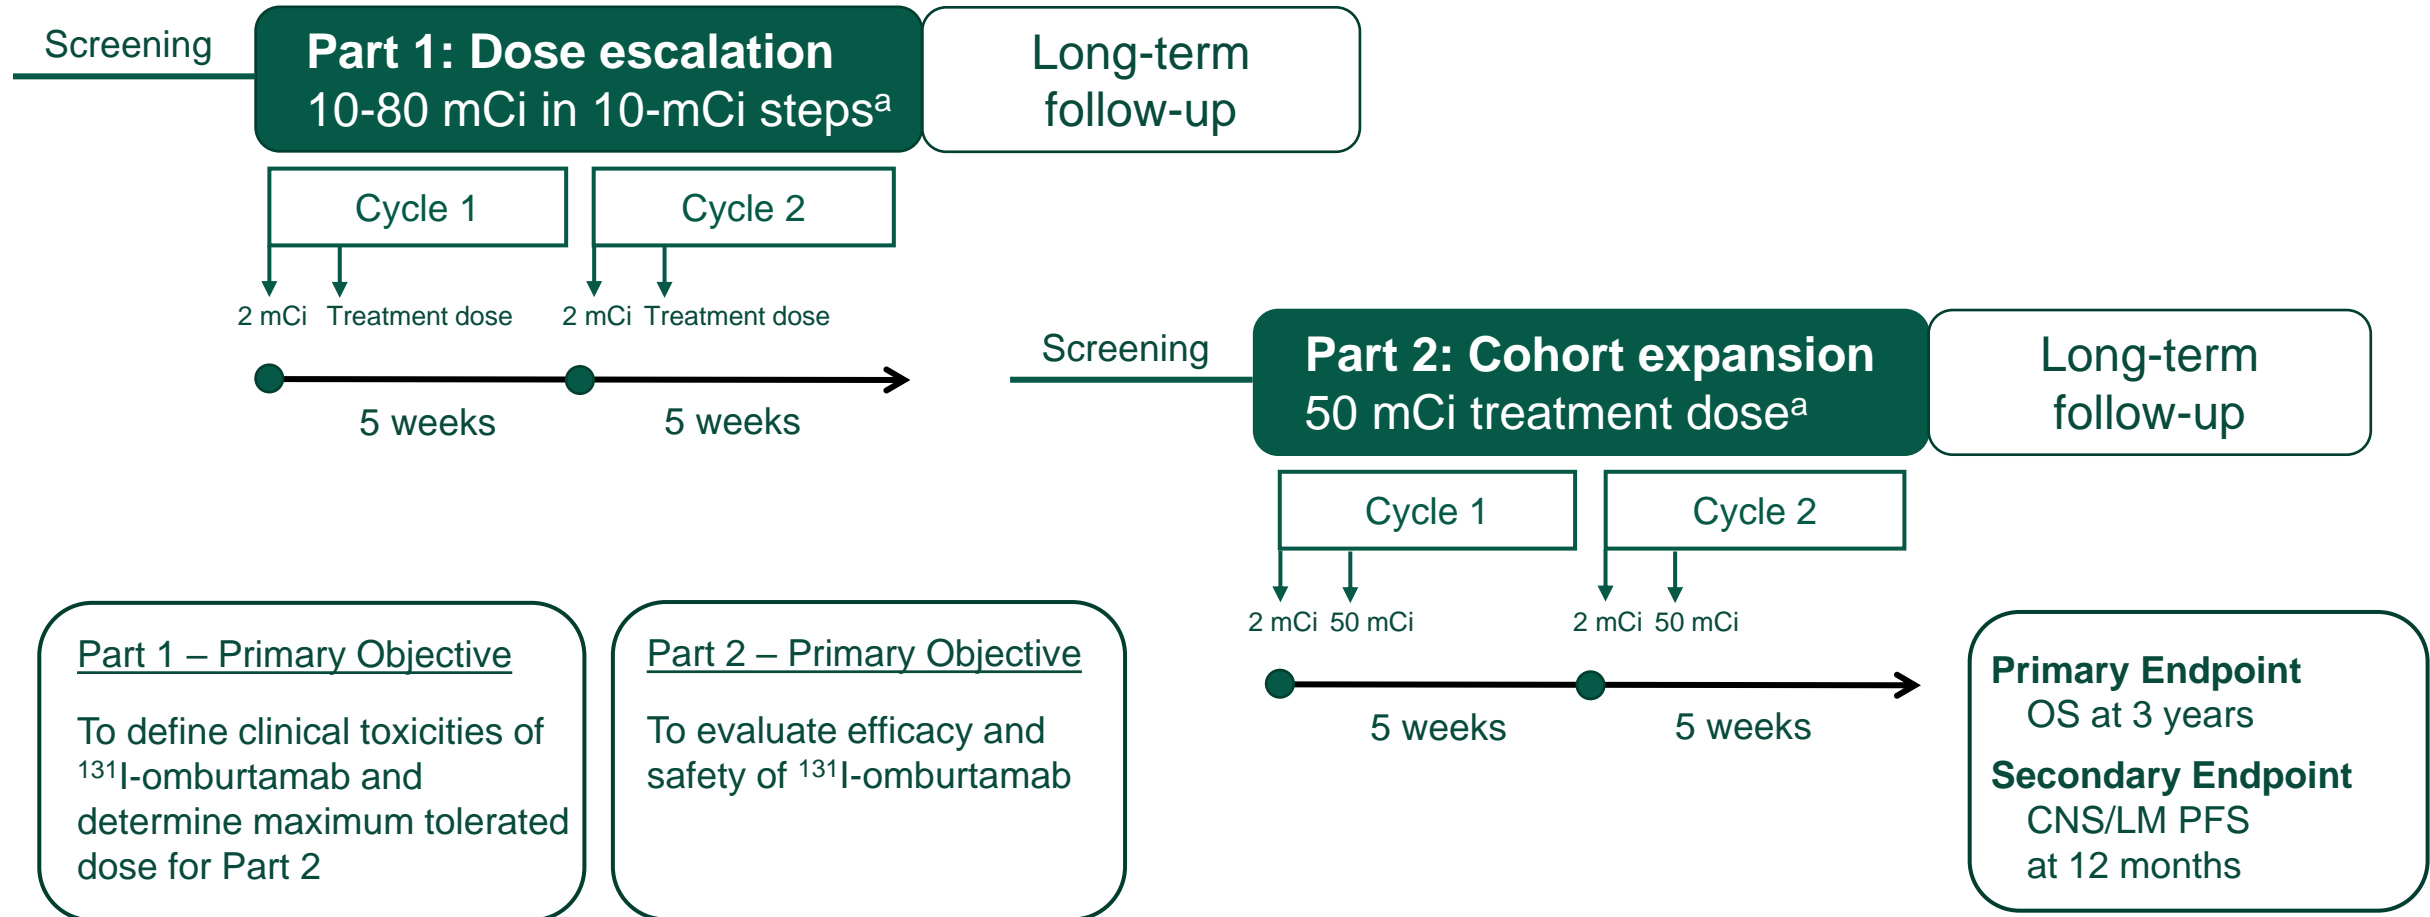 Screening
Part 1: Dose escalation
10-80 mCi in 10-mCi stepsᵃ
Long-term
follow-up
Cycle 1
Cycle 2
2 mCi
Treatment dose
2 mCi
Treatment dose
5 weeks
5 weeks
Screening
Part 2: Cohort expansion
50 mCi treatment doseᵃ
Long-term
follow-up
Cycle 1
Cycle 2
2 mCi
50 mCi
2 mCi
50 mCi
5 weeks
5 weeks
Part 1 – Primary Objective
To define clinical toxicities of
¹³¹I-omburtamab and
determine maximum tolerated
dose for Part 2
Part 2 – Primary Objective
To evaluate efficacy and
safety of ¹³¹I-omburtamab
Primary Endpoint
OS at 3 years
Secondary Endpoint
CNS/LM PFS
at 12 months